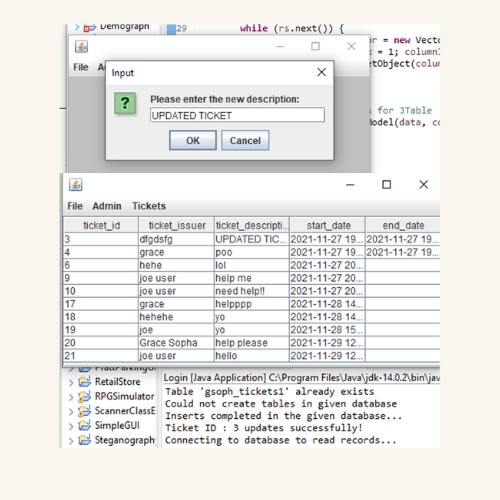 Demograph
29 while (rs.next()) {
or = new Vector
t = 1; column
etObject(colum
s for JTable
Model(data, co
File
Input
Please enter the new description:
UPDATED TICKET
OK Cancel
File Admin Tickets
ticket_id ticket_issuer ticket_descripti... start_date end_date
3 dfgdsfg UPDATED TIC... 2021-11-27 19... 2021-11-27 19...
4 grace poo 2021-11-27 19... 2021-11-27 19...
6 hehe lol 2021-11-27 20...
9 joe user help me 2021-11-27 20...
10 joe user need help!! 2021-11-27 20...
17 grace helpppp 2021-11-28 14...
18 hehehe yo 2021-11-28 14...
19 joe yo 2021-11-28 15...
20 Grace Sopha help please 2021-11-29 12...
21 joe user hello 2021-11-29 12...
RetailStore
RPGSimulator
ScannerClassE
SimpleGUI
Steganography
Login [Java Application] C:\Program Files\Java\jdk-14.0.2\bin\jav
Table 'gsoph_tickets1' already exists
Could not create tables in given database
Inserts completed in the given database...
Ticket ID : 3 updates successfully!
Connecting to database to read records...